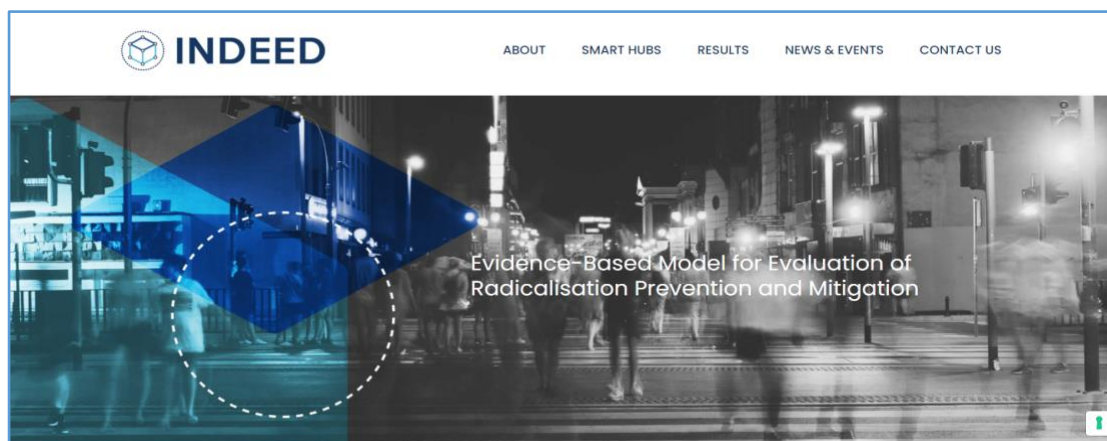 INDEED
ABOUT SMART HUBS RESULTS NEWS & EVENTS CONTACT US
Evidence-Based Model for Evaluation of
Radicalisation Prevention and Mitigation